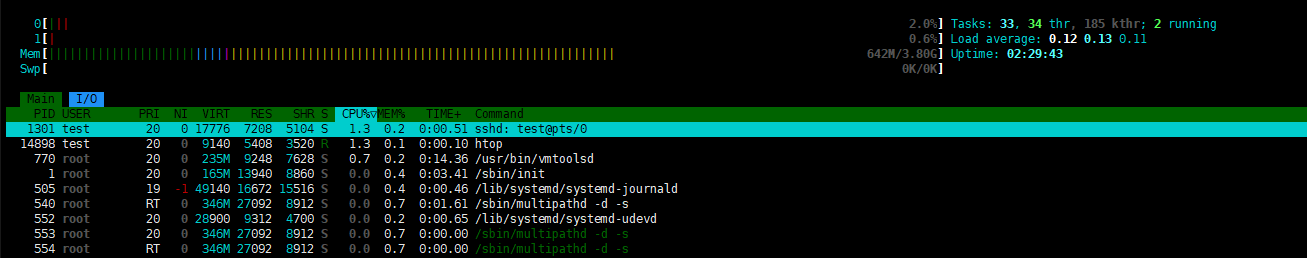 0[||| 2.0%] Tasks: 33, 34 thr, 185 kthr; 2 running
1[| 0.6%] Load average: 0.12 0.13 0.11
Mem[|||||||||||||||||||||||||||||||||||||||||||||||||||||||||||||||||||||||||||||||||| 642M/3.80G] Uptime: 02:29:43
Swp[ 0K/0K]
Main I/O
PID USER PRI NI VIRT RES SHR S CPU%▽MEM% TIME+ Command
1301 test 20 0 17776 7208 5104 S 1.3 0.2 0:00.51 sshd: test@pts/0
14898 test 20 0 9140 5408 3520 R 1.3 0.1 0:00.10 htop
770 root 20 0 235M 9248 7628 S 0.7 0.2 0:14.36 /usr/bin/vmtoolsd
1 root 20 0 165M 13940 8860 S 0.0 0.4 0:03.41 /sbin/init
505 root 19 -1 49140 16672 15516 S 0.0 0.4 0:00.46 /lib/systemd/systemd-journald
540 root RT 0 346M 27092 8912 S 0.0 0.7 0:01.61 /sbin/multipathd -d -s
552 root 20 0 28900 9312 4700 S 0.0 0.2 0:00.65 /lib/systemd/systemd-udevd
553 root 20 0 346M 27092 8912 S 0.0 0.7 0:00.00 /sbin/multipathd -d -s
554 root RT 0 346M 27092 8912 S 0.0 0.7 0:00.00 /sbin/multipathd -d -s